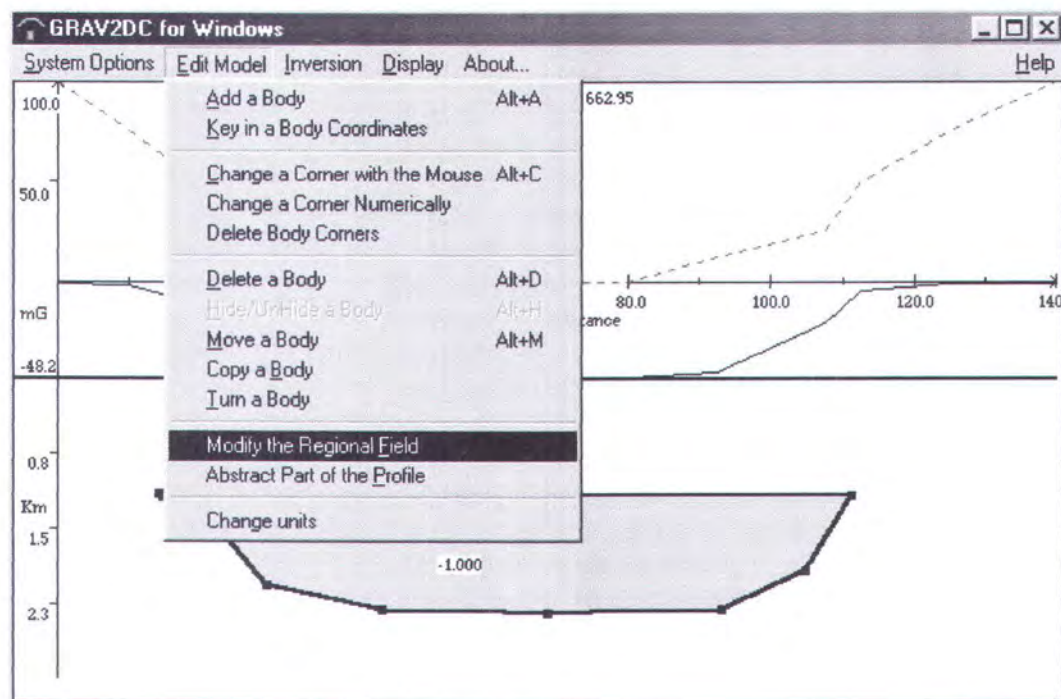 GRAV2DC for Windows
System Options Edit Model Inversion Display About... Help
100.0
662.95
Add a Body Alt+A
Key in a Body Coordinates
Change a Corner with the Mouse Alt+C
50.0
Change a Corner Numerically
Delete Body Corners
Delete a Body Alt+D
Hide/UnHide a Body Alt+H
80.0 100.0 120.0 140
mG
ance
Move a Body Alt+M
-48.2
Copy a Body
Turn a Body
Modify the Regional Field
0.8
Abstract Part of the Profile
Km
Change units
1.5
-1.000
2.3